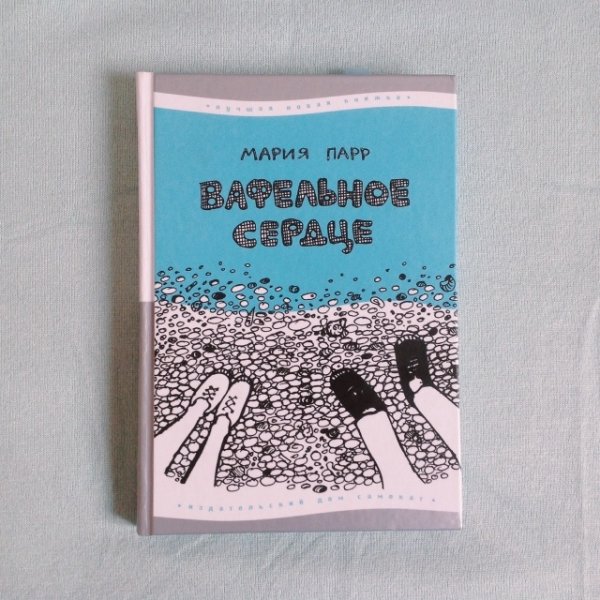 «лучшая новая книжка»
МАРИЯ ПАРР
ВАФЕЛЬНОЕ
СЕРДЦЕ
издательский дом самокат